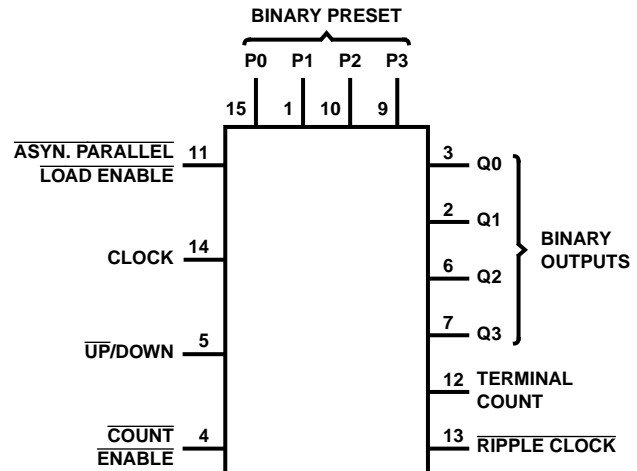 BINARY PRESET
P0 P1 P2 P3
15 1 10 9
ASYN. PARALLEL
LOAD ENABLE
11
3 Q0
2 Q1
CLOCK 14
BINARY
OUTPUTS
6 Q2
7 Q3
UP/DOWN 5
12 TERMINAL
COUNT
COUNT
ENABLE
4
13 RIPPLE CLOCK